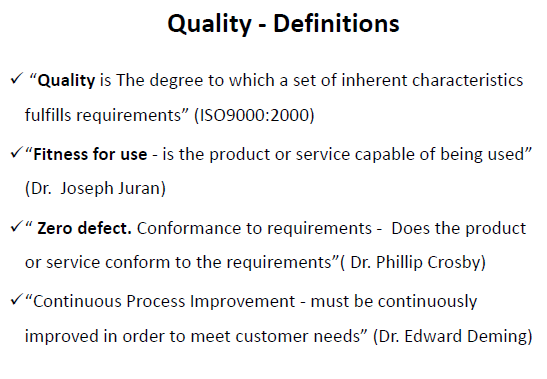 Quality - Definitions
✓ “Quality is The degree to which a set of inherent characteristics
fulfills requirements” (ISO9000:2000)
✓“Fitness for use - is the product or service capable of being used”
(Dr. Joseph Juran)
✓“ Zero defect. Conformance to requirements - Does the product
or service conform to the requirements”( Dr. Phillip Crosby)
✓“Continuous Process Improvement - must be continuously
improved in order to meet customer needs” (Dr. Edward Deming)